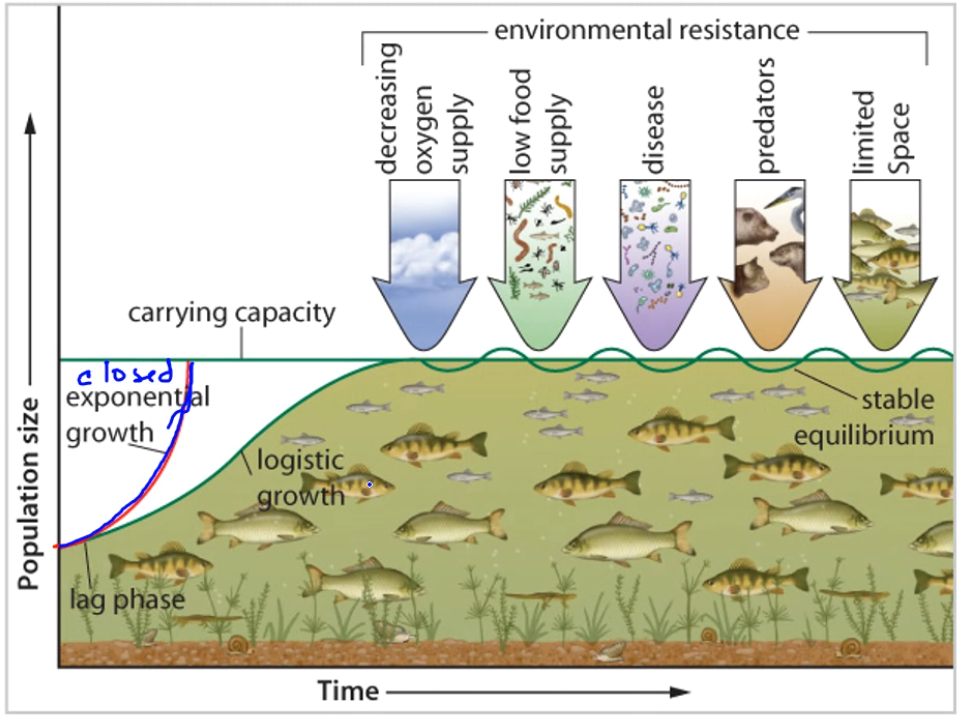 environmental resistance
decreasing
oxygen
supply
low food
supply
disease
predators
limited
Space
carrying capacity
closed
exponential
growth
stable
equilibrium
logistic
growth
lag phase
Population size
Time